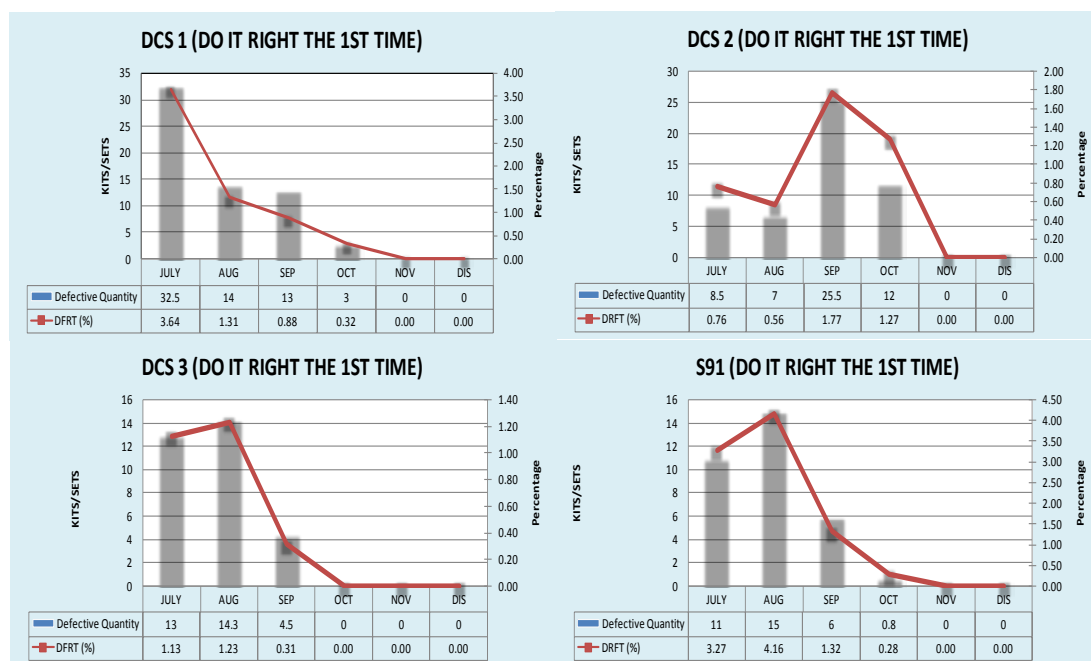 DCS 1 (DO IT RIGHT THE 1ST TIME)
KITS/SETS
35
30
25
20
15
10
5
0
4.00
3.50
3.00
2.50
2.00
1.50
1.00
0.50
0.00
Percentage
JULY AUG SEP OCT NOV DIS
Defective Quantity 32.5 14 13 3 0 0
DFRT (%) 3.64 1.31 0.88 0.32 0.00 0.00
DCS 2 (DO IT RIGHT THE 1ST TIME)
KITS/ SETS
30
25
20
15
10
5
0
2.00
1.80
1.60
1.40
1.20
1.00
0.80
0.60
0.40
0.20
0.00
Percentage
JULY AUG SEP OCT NOV DIS
Defective Quantity 8.5 7 25.5 12 0 0
DRFT (%) 0.76 0.56 1.77 1.27 0.00 0.00
DCS 3 (DO IT RIGHT THE 1ST TIME)
KITS/SETS
16
14
12
10
8
6
4
2
0
1.40
1.20
1.00
0.80
0.60
0.40
0.20
0.00
Percentage
JULY AUG SEP OCT NOV DIS
Defective Quantity 13 14.3 4.5 0 0 0
DFRT (%) 1.13 1.23 0.31 0.00 0.00 0.00
S91 (DO IT RIGHT THE 1ST TIME)
KITS/SETS
16
14
12
10
8
6
4
2
0
4.50
4.00
3.50
3.00
2.50
2.00
1.50
1.00
0.50
0.00
Percentage
JULY AUG SEP OCT NOV DIS
Defective Quantity 11 15 6 0.8 0 0
DFRT (%) 3.27 4.16 1.32 0.28 0.00 0.00